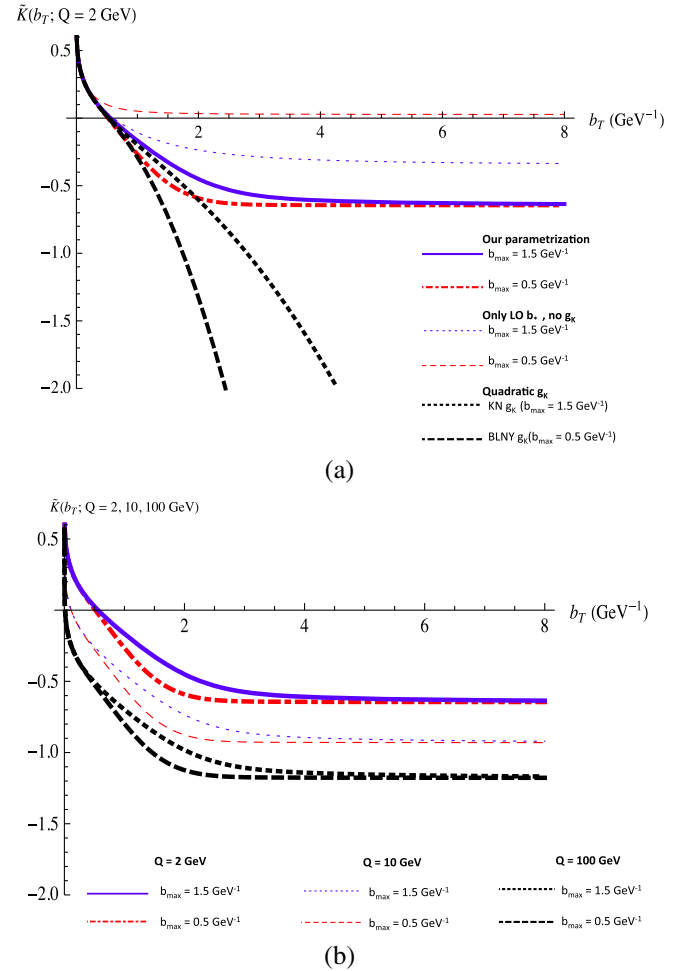 K̃(b_T; Q = 2 GeV)
0.5
2
4
6
8
b_T (GeV⁻¹)
−0.5
−1.0
−1.5
−2.0
Our parametrization
b_max = 1.5 GeV⁻¹
b_max = 0.5 GeV⁻¹
Only LO b_* , no g_K
b_max = 1.5 GeV⁻¹
b_max = 0.5 GeV⁻¹
Quadratic g_K
KN g_K (b_max = 1.5 GeV⁻¹)
BLNY g_K(b_max = 0.5 GeV⁻¹)
(a)
K̃(b_T; Q = 2, 10, 100 GeV)
0.5
2
4
6
8
b_T (GeV⁻¹)
−0.5
−1.0
−1.5
−2.0
Q = 2 GeV Q = 10 GeV Q = 100 GeV
b_max = 1.5 GeV⁻¹ b_max = 1.5 GeV⁻¹ b_max = 1.5 GeV⁻¹
b_max = 0.5 GeV⁻¹ b_max = 0.5 GeV⁻¹ b_max = 0.5 GeV⁻¹
(b)